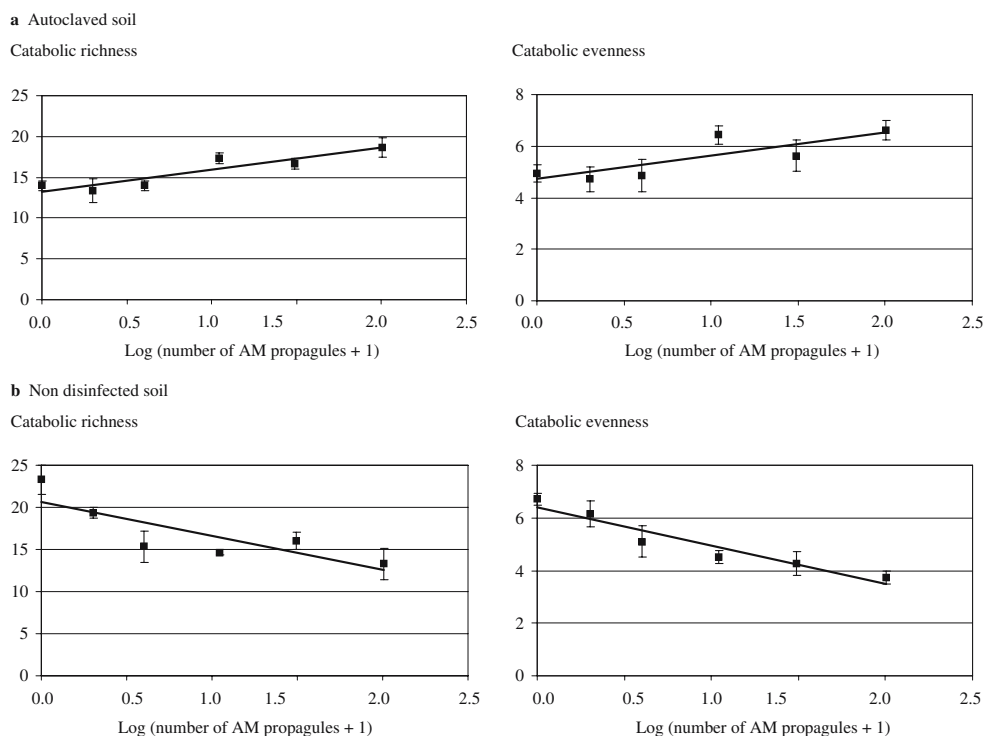 a Autoclaved soil
Catabolic richness
25
20
15
10
5
0
0.0 0.5 1.0 1.5 2.0 2.5
Log (number of AM propagules + 1)
Catabolic evenness
8
6
4
2
0
0.0 0.5 1.0 1.5 2.0 2.5
Log (number of AM propagules + 1)
b Non disinfected soil
Catabolic richness
25
20
15
10
5
0
0.0 0.5 1.0 1.5 2.0 2.5
Log (number of AM propagules + 1)
Catabolic evenness
8
6
4
2
0
0.0 0.5 1.0 1.5 2.0 2.5
Log (number of AM propagules + 1)